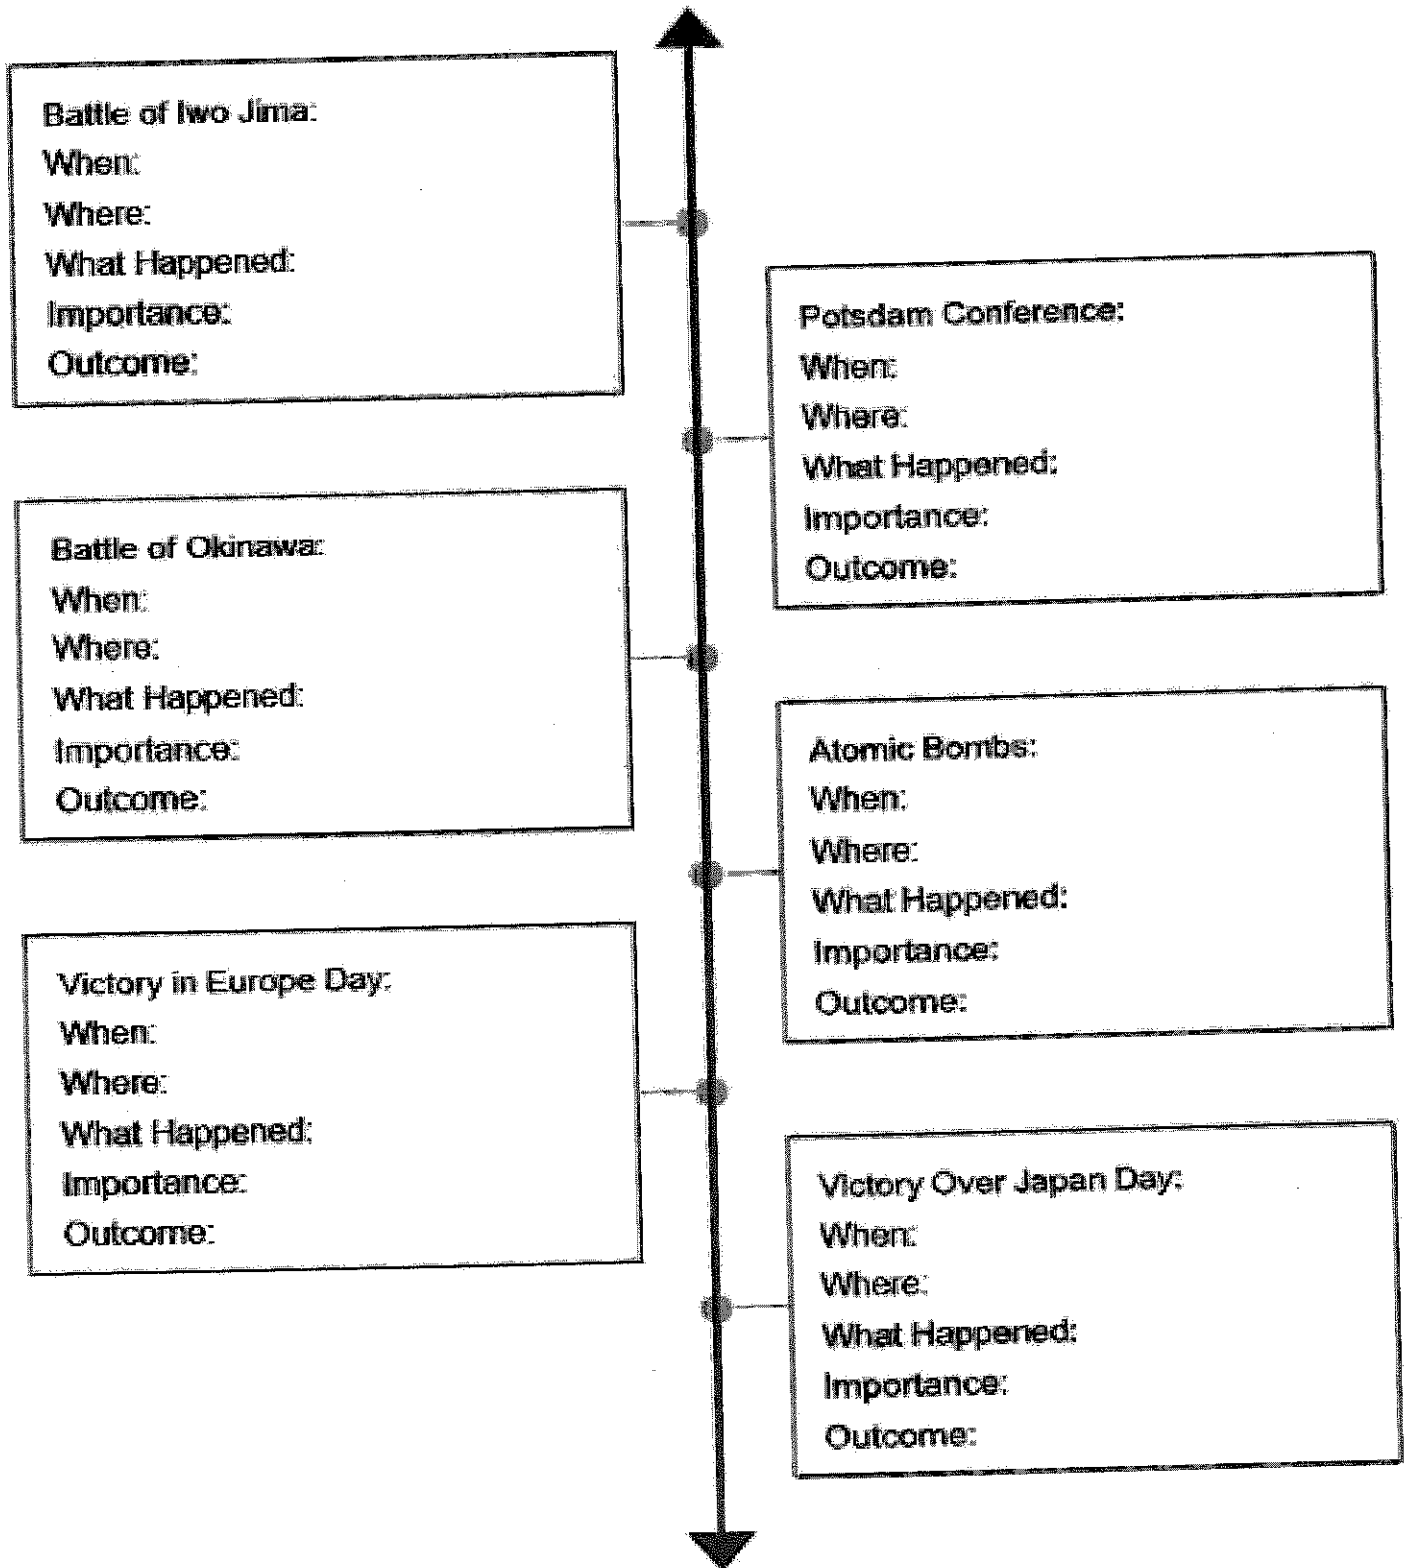 Battle of Iwo Jima:
When:
Where:
What Happened:
Importance:
Outcome:
Potsdam Conference:
When:
Where:
What Happened:
Importance:
Outcome:
Battle of Okinawa:
When:
Where:
What Happened:
Importance:
Outcome:
Atomic Bombs:
When:
Where:
What Happened:
Importance:
Outcome:
Victory in Europe Day:
When:
Where:
What Happened:
Importance:
Outcome:
Victory Over Japan Day:
When:
Where:
What Happened:
Importance:
Outcome: